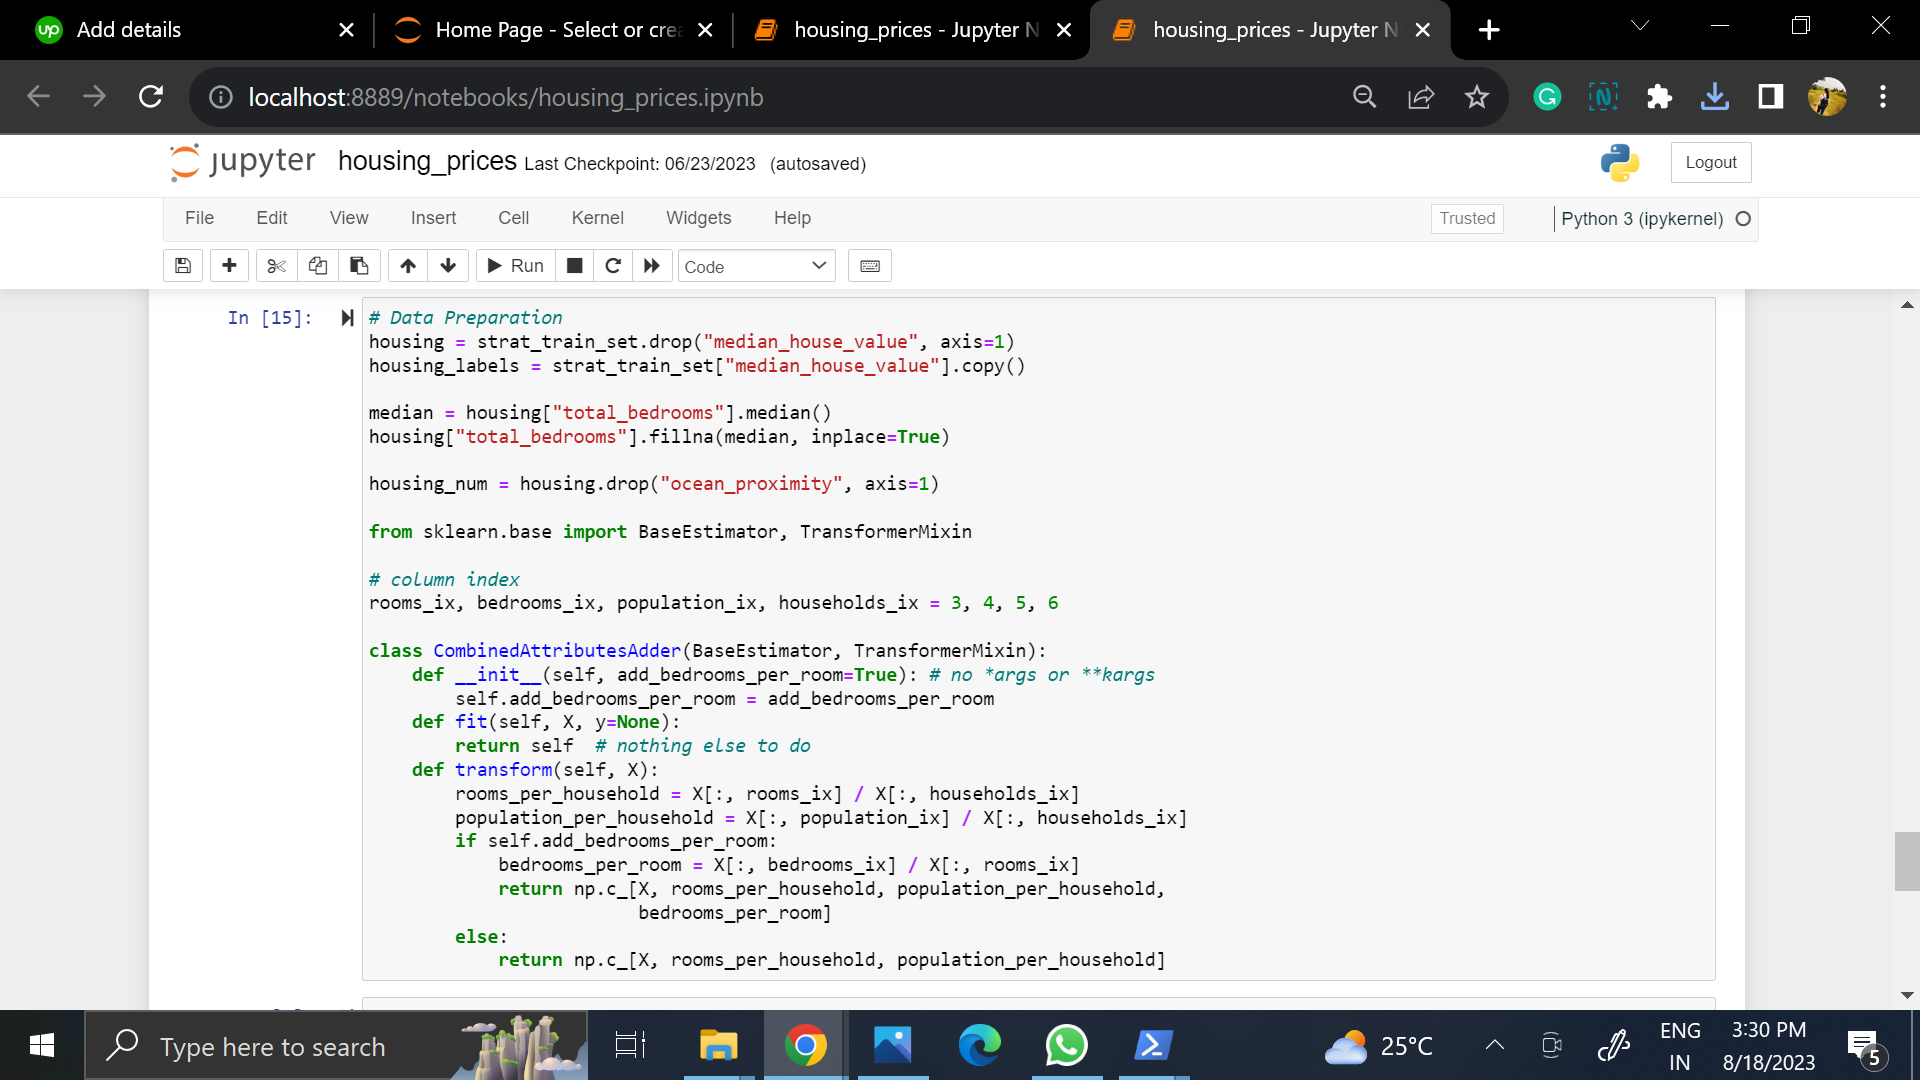 up Add details
Home Page - Select or crea
housing_prices - Jupyter N
housing_prices - Jupyter N
localhost:8889/notebooks/housing_prices.ipynb
jupyter housing_prices Last Checkpoint: 06/23/2023 (autosaved)
Logout
File Edit View Insert Cell Kernel Widgets Help
Trusted
Python 3 (ipykernel)
Run
Code
In [15]:
# Data Preparation
housing = strat_train_set.drop("median_house_value", axis=1)
housing_labels = strat_train_set["median_house_value"].copy()
median = housing["total_bedrooms"].median()
housing["total_bedrooms"].fillna(median, inplace=True)
housing_num = housing.drop("ocean_proximity", axis=1)
from sklearn.base import BaseEstimator, TransformerMixin
# column index
rooms_ix, bedrooms_ix, population_ix, households_ix = 3, 4, 5, 6
class CombinedAttributesAdder(BaseEstimator, TransformerMixin):
    def __init__(self, add_bedrooms_per_room=True): # no *args or **kargs
        self.add_bedrooms_per_room = add_bedrooms_per_room
    def fit(self, X, y=None):
        return self  # nothing else to do
    def transform(self, X):
        rooms_per_household = X[:, rooms_ix] / X[:, households_ix]
        population_per_household = X[:, population_ix] / X[:, households_ix]
        if self.add_bedrooms_per_room:
            bedrooms_per_room = X[:, bedrooms_ix] / X[:, rooms_ix]
            return np.c_[X, rooms_per_household, population_per_household,
                         bedrooms_per_room]
        else:
            return np.c_[X, rooms_per_household, population_per_household]
Type here to search
25°C
ENG
IN
3:30 PM
8/18/2023
5